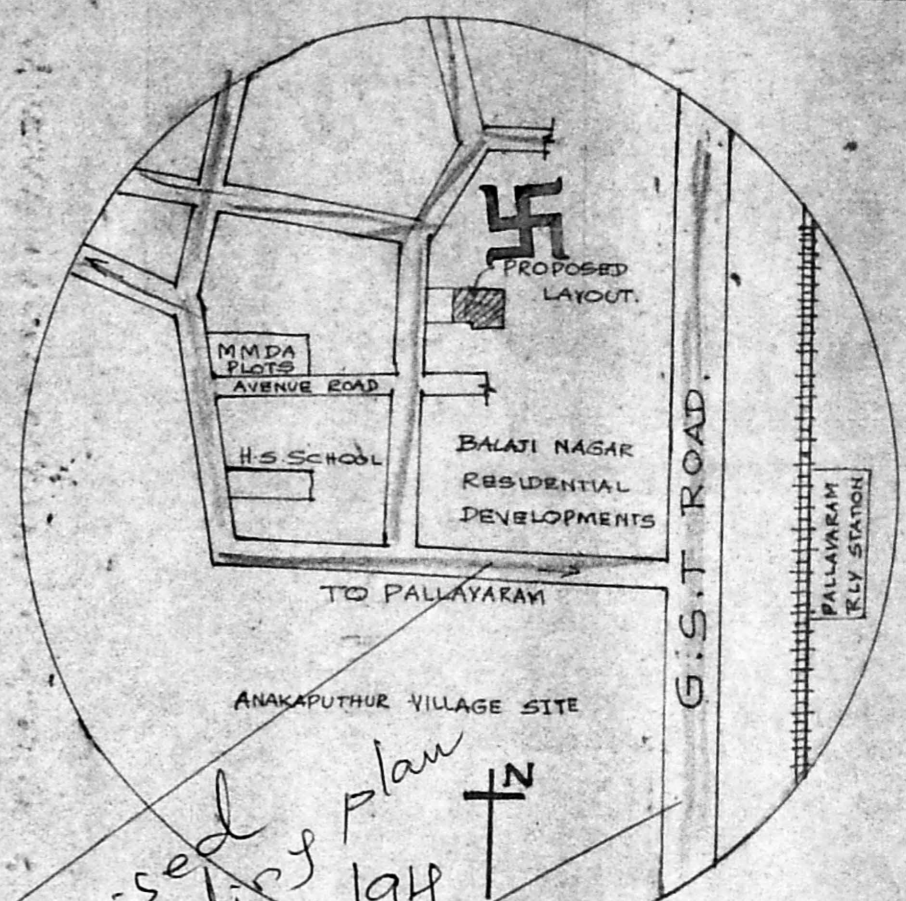 PROPOSED
LAYOUT.
MMDA
PLOTS
AVENUE ROAD
H.S. SCHOOL
BALAJI NAGAR
RESIDENTIAL
DEVELOPMENTS
G.S.T ROAD.
PALLAVARAM
RLY STATION
TO PALLAVARAM
ANAKAPUTHUR VILLAGE SITE
N
plan